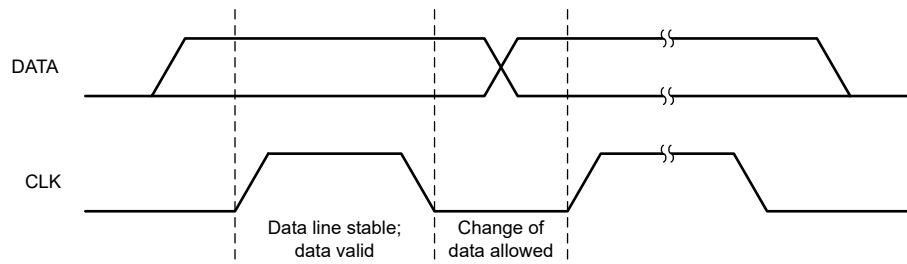 DATA
CLK
Data line stable;
data valid
Change of
data allowed